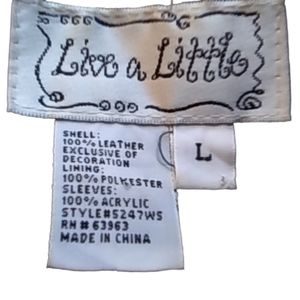 Live a Little
SHELL:
100% LEATHER
EXCLUSIVE OF
DECORATION
LINING:
100% POLYESTER
SLEEVES:
100% ACRYLIC
STYLE#5247WS
RN# 63963
MADE IN CHINA
L